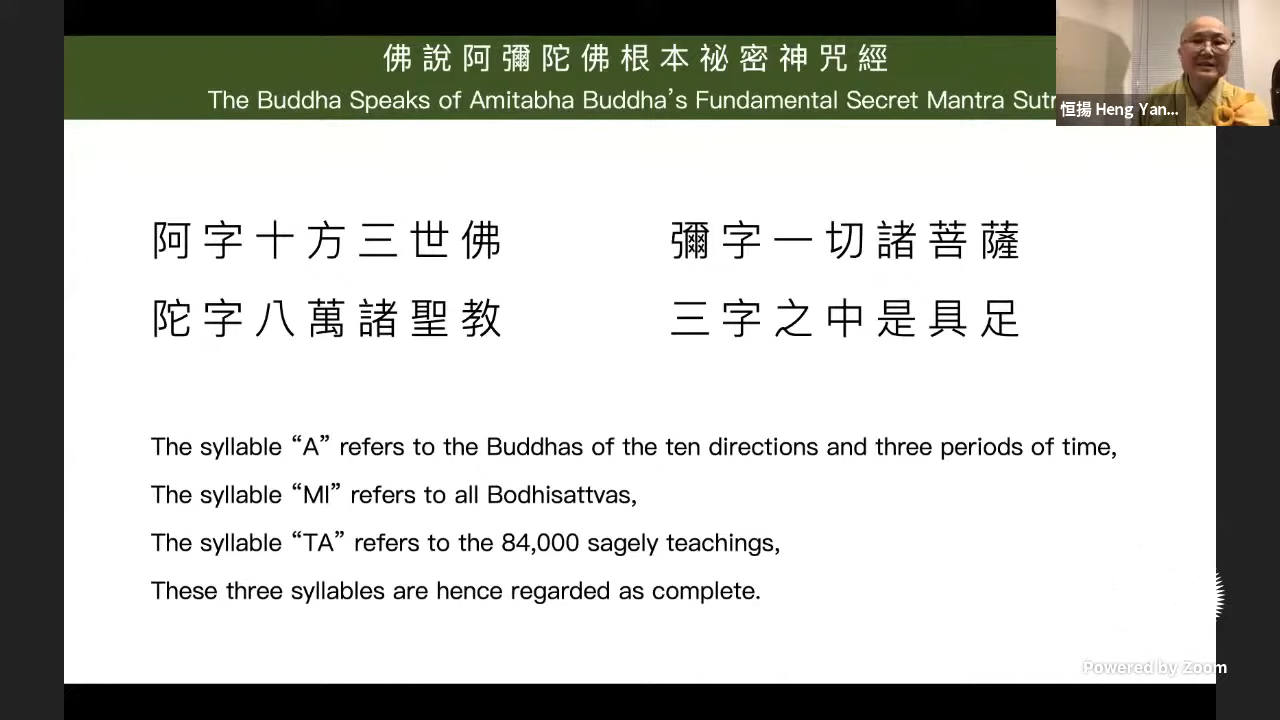 佛說阿彌陀佛根本祕密神咒經
The Buddha Speaks of Amitabha Buddha's Fundamental Secret Mantra Sutr
恒揚 Heng Yan...
阿字十方三世佛 彌字一切諸菩薩
陀字八萬諸聖教 三字之中是具足
The syllable “A” refers to the Buddhas of the ten directions and three periods of time,
The syllable “MI” refers to all Bodhisattvas,
The syllable “TA” refers to the 84,000 sagely teachings,
These three syllables are hence regarded as complete.
Powered by Zoom